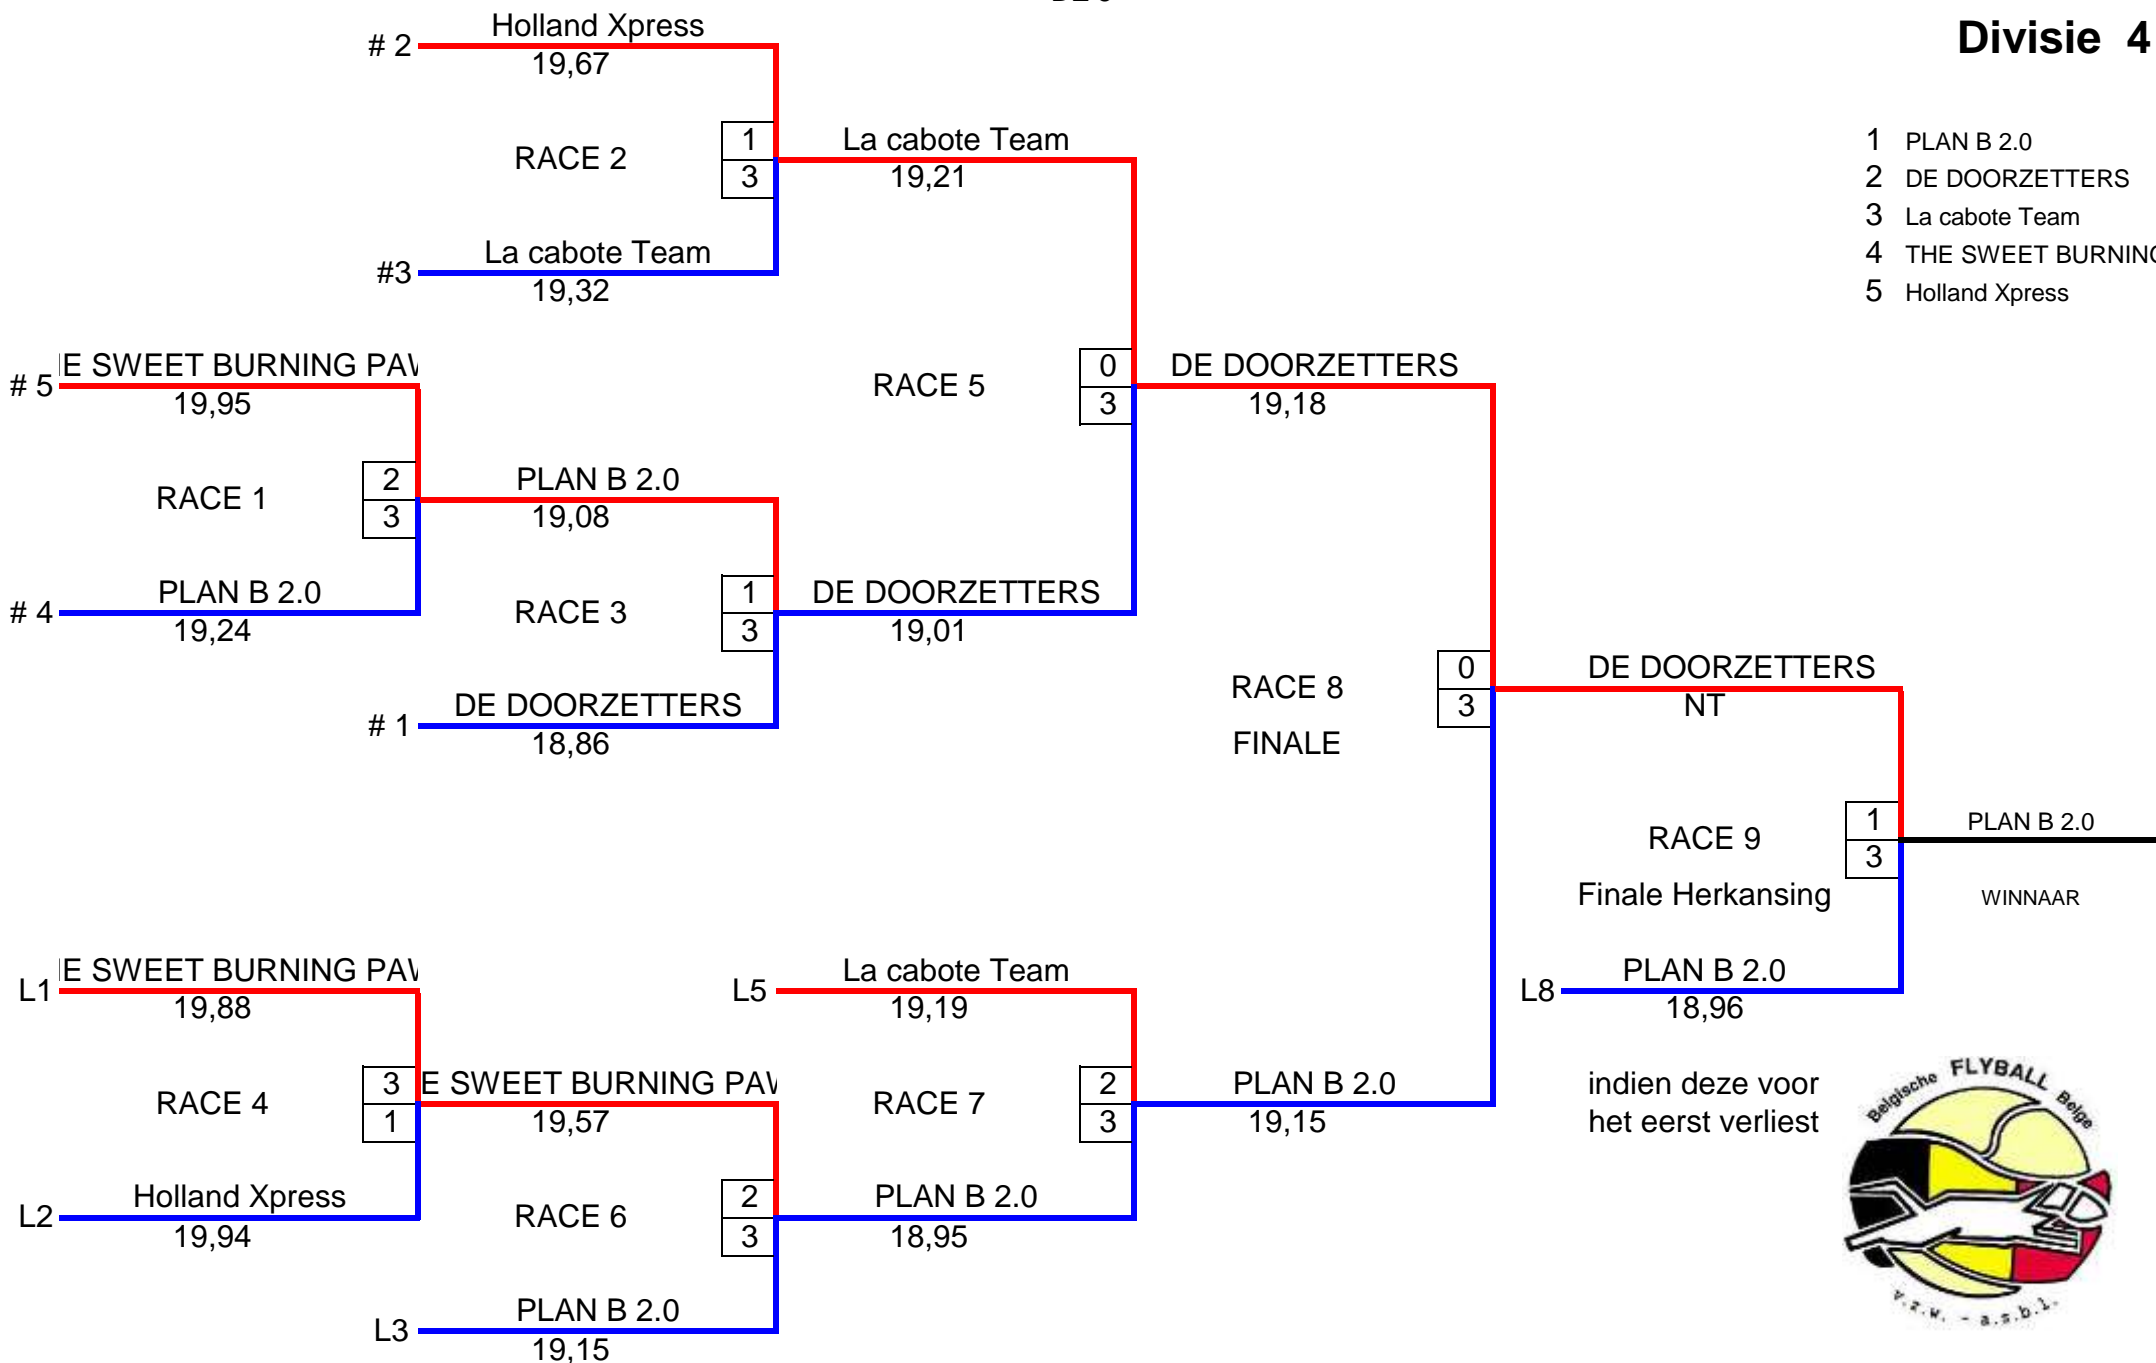 Divisie 4
1 PLAN B 2.0
2 DE DOORZETTERS
3 La cabote Team
4 THE SWEET BURNING
5 Holland Xpress
# 2
Holland Xpress
19,67
RACE 2
1
3
#3
La cabote Team
19,32
La cabote Team
19,21
# 5
E SWEET BURNING PAW
19,95
RACE 1
2
3
# 4
PLAN B 2.0
19,24
PLAN B 2.0
19,08
RACE 3
1
3
# 1
DE DOORZETTERS
18,86
DE DOORZETTERS
19,01
RACE 5
0
3
DE DOORZETTERS
19,18
RACE 8
FINALE
0
3
DE DOORZETTERS
NT
RACE 9
Finale Herkansing
1
3
PLAN B 2.0
WINNAAR
L8
PLAN B 2.0
18,96
indien deze voor
het eerst verliest
L1
E SWEET BURNING PAW
19,88
RACE 4
3
1
L2
Holland Xpress
19,94
E SWEET BURNING PAW
19,57
RACE 6
2
3
L3
PLAN B 2.0
19,15
L5
La cabote Team
19,19
RACE 7
2
3
PLAN B 2.0
18,95
PLAN B 2.0
19,15
Belgische FLYBALL Belge
v.z.w. - a.s.b.l.